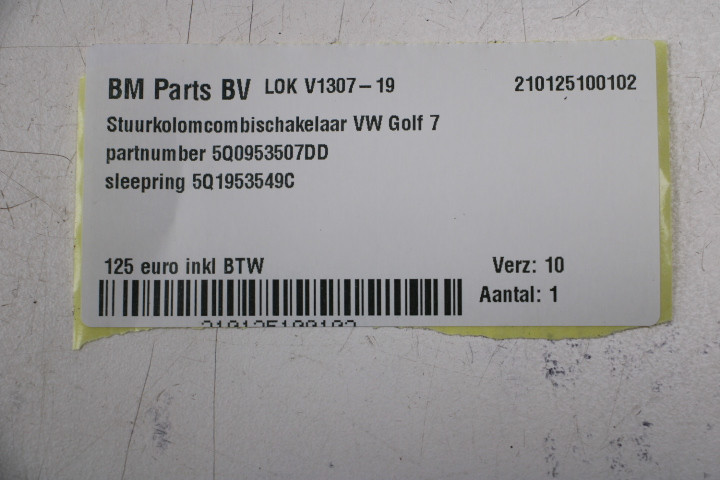 BM Parts BV LOK V1307-19 210125100102
Stuurkolomcombischakelaar VW Golf 7
partnumber 5Q0953507DD
sleepring 5Q1953549C
125 euro inkl BTW Verz: 10
Aantal: 1
210125100102